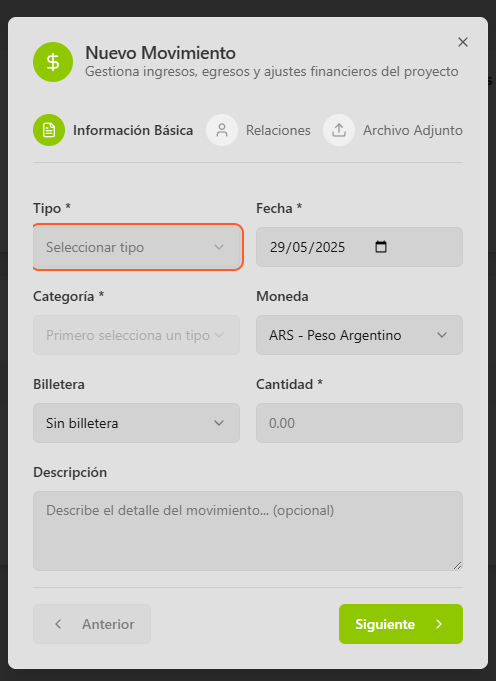 Nuevo Movimiento
Gestiona ingresos, egresos y ajustes financieros del proyecto
Información Básica Relaciones Archivo Adjunto
Tipo * Fecha *
Seleccionar tipo 29/05/2025
Categoría * Moneda
Primero selecciona un tipo ARS - Peso Argentino
Billetera Cantidad *
Sin billetera 0.00
Descripción
Describe el detalle del movimiento... (opcional)
Anterior Siguiente